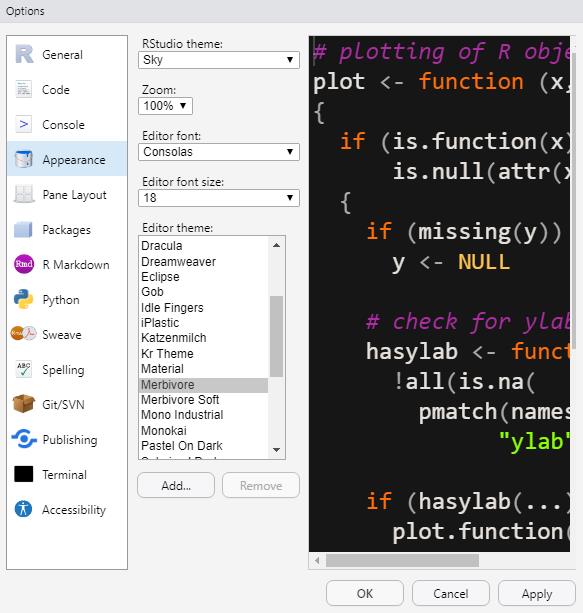 Options
General
Code
Console
Appearance
Pane Layout
Packages
Rmd
R Markdown
Python
Sweave
ABC
Spelling
Git/SVN
Publishing
Terminal
Accessibility
RStudio theme:
Sky
Zoom:
100%
Editor font:
Consolas
Editor font size:
18
Editor theme:
Dracula
Dreamweaver
Eclipse
Gob
Idle Fingers
iPlastic
Katzenmilch
Kr Theme
Material
Merbivore
Merbivore Soft
Mono Industrial
Monokai
Pastel On Dark
Add...
Remove
# plotting of R obje
plot <- function (x,
{
if (is.function(x)
is.null(attr(x
{
if (missing(y))
y <- NULL
# check for ylab
hasylab <- funct
!all(is.na(
pmatch(names
"ylab"
if (hasylab(...)
plot.function(
OK
Cancel
Apply